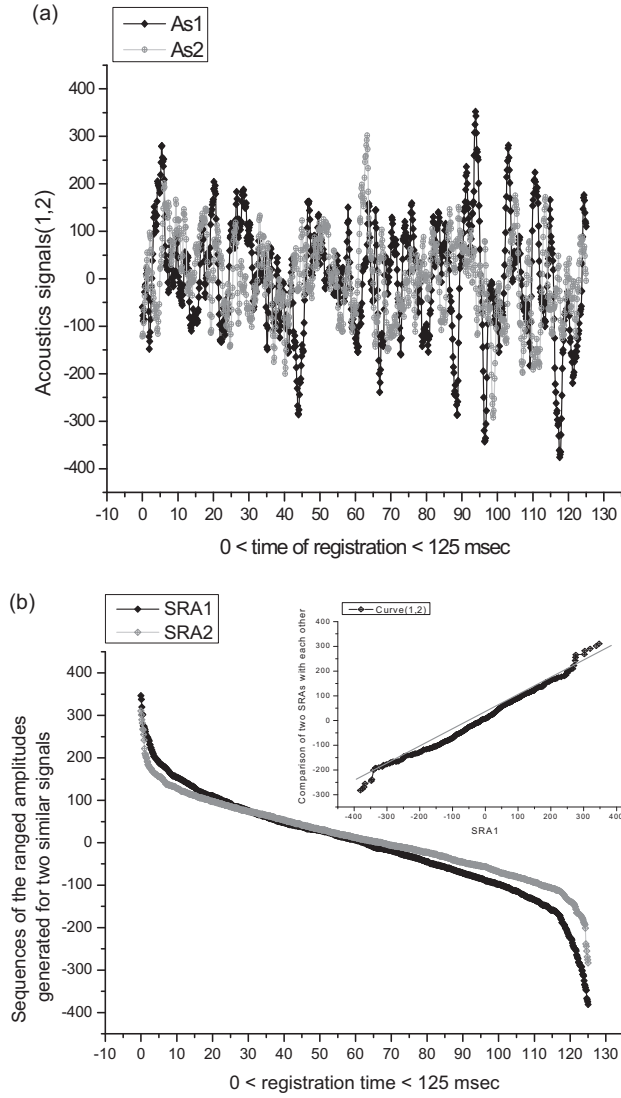 (a)
As1
As2
400
300
200
100
0
-100
-200
-300
-400
Acoustics signals(1,2)
-10 0 10 20 30 40 50 60 70 80 90 100 110 120 130
0 < time of registration < 125 msec
(b)
SRA1
SRA2
400
300
200
100
0
-100
-200
-300
-400
Sequences of the ranged amplitudes
generated for two similar signals
Curve(1,2)
400
300
200
100
0
-100
-200
-300
Comparison of two SRAs with each other
-400 -300 -200 -100 0 100 200 300 400
SRA1
-10 0 10 20 30 40 50 60 70 80 90 100 110 120 130
0 < registration time < 125 msec